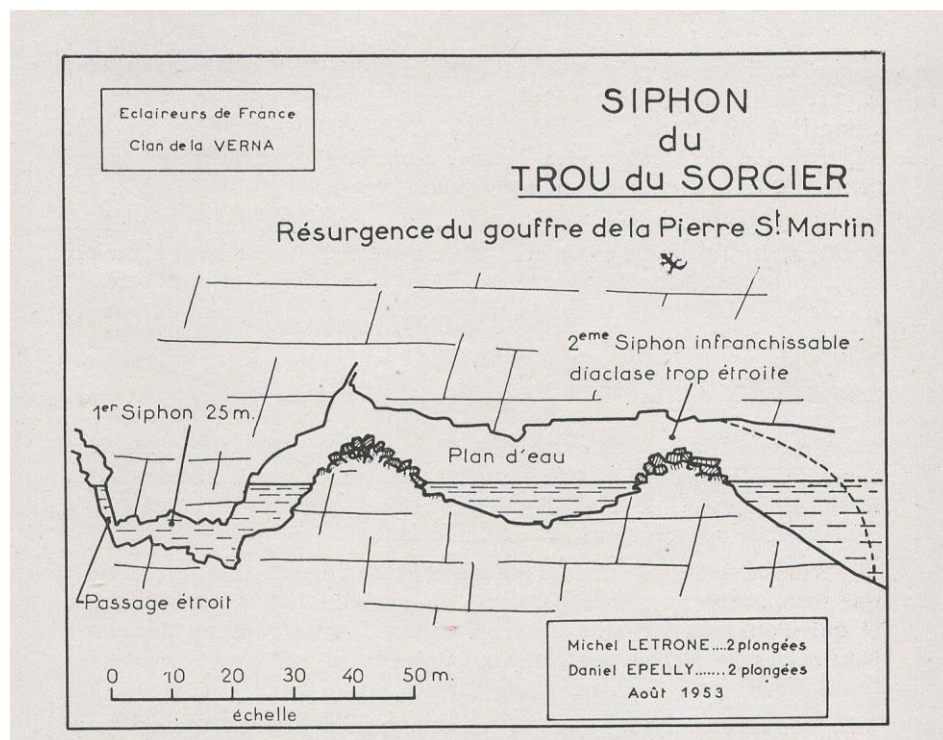 Eclaireurs de France
Clan de la VERNA
SIPHON
du
TROU du SORCIER
Résurgence du gouffre de la Pierre St Martin
2eme Siphon infranchissable
diaclase trop étroite
1er Siphon 25 m.
Plan d'eau
Passage étroit
0 10 20 30 40 50 m.
échelle
Michel LETRONE....2 plongées
Daniel EPELLY.......2 plongées
Août 1953